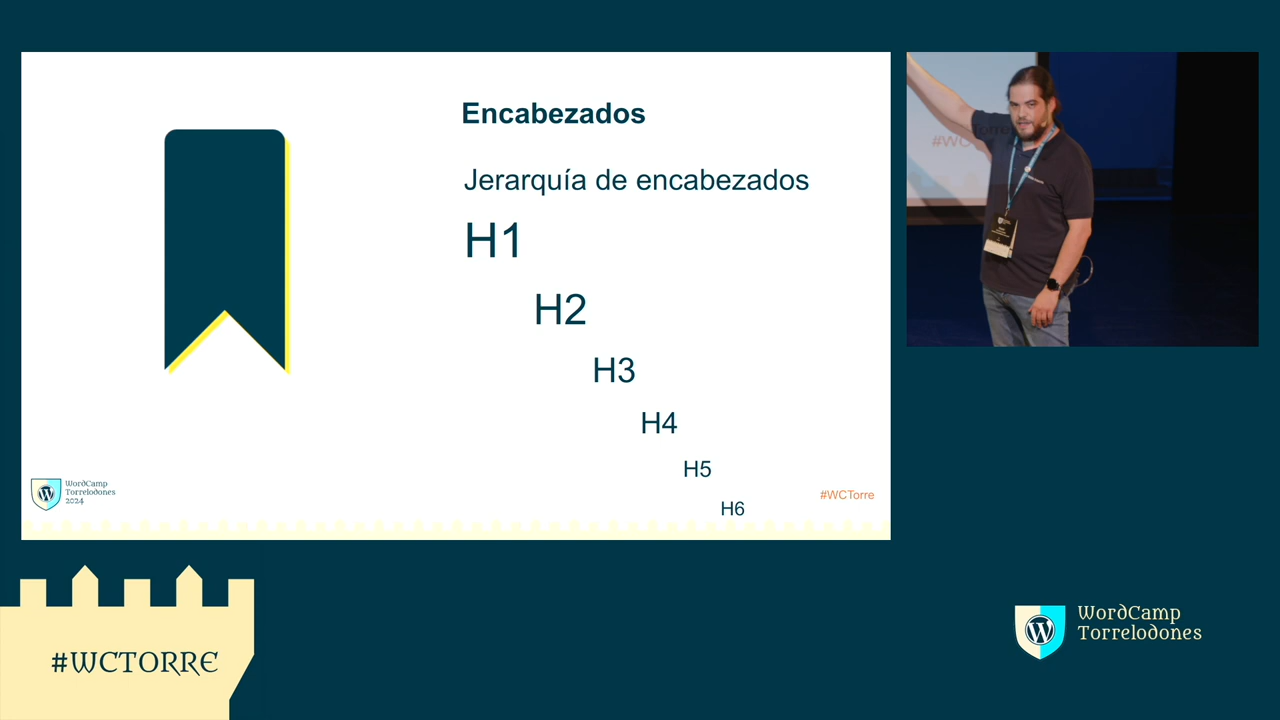 Encabezados
Jerarquía de encabezados
H1
H2
H3
H4
H5
H6
WordCamp
Torrelodones
2024
#WCTorre
#WCTORRE
WordCamp
Torrelodones